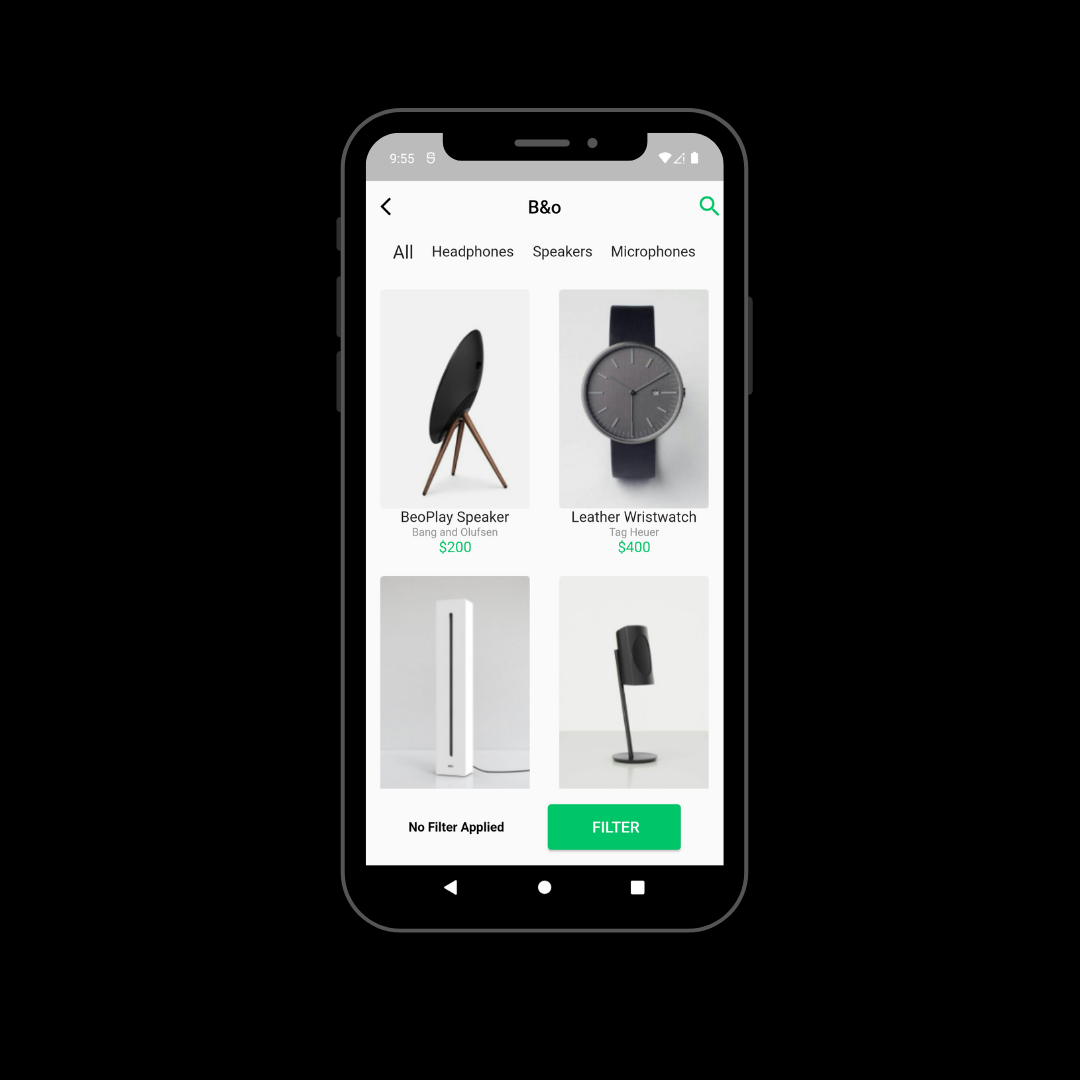 9:55
B&o
All Headphones Speakers Microphones
BeoPlay Speaker Leather Wristwatch
Bang and Olufsen Tag Heuer
$200 $400
No Filter Applied FILTER